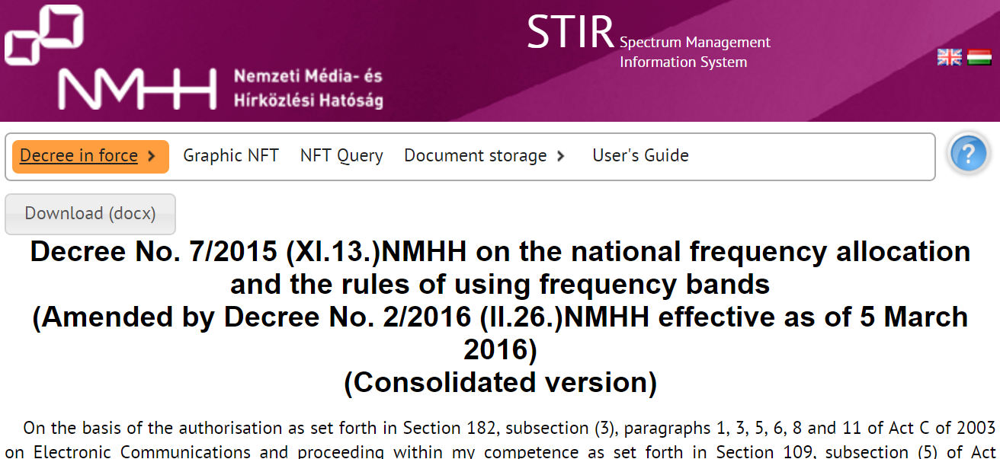 STIR Spectrum Management
Information System
NMHH Nemzeti Média- és
Hírközlési Hatóság
Decree in force Graphic NFT NFT Query Document storage User's Guide ?
Download (docx)
Decree No. 7/2015 (XI.13.)NMHH on the national frequency allocation
and the rules of using frequency bands
(Amended by Decree No. 2/2016 (II.26.)NMHH effective as of 5 March
2016)
(Consolidated version)
On the basis of the authorisation as set forth in Section 182, subsection (3), paragraphs 1, 3, 5, 6, 8 and 11 of Act C of 2003
on Electronic Communications and proceeding within my competence as set forth in Section 109, subsection (5) of Act